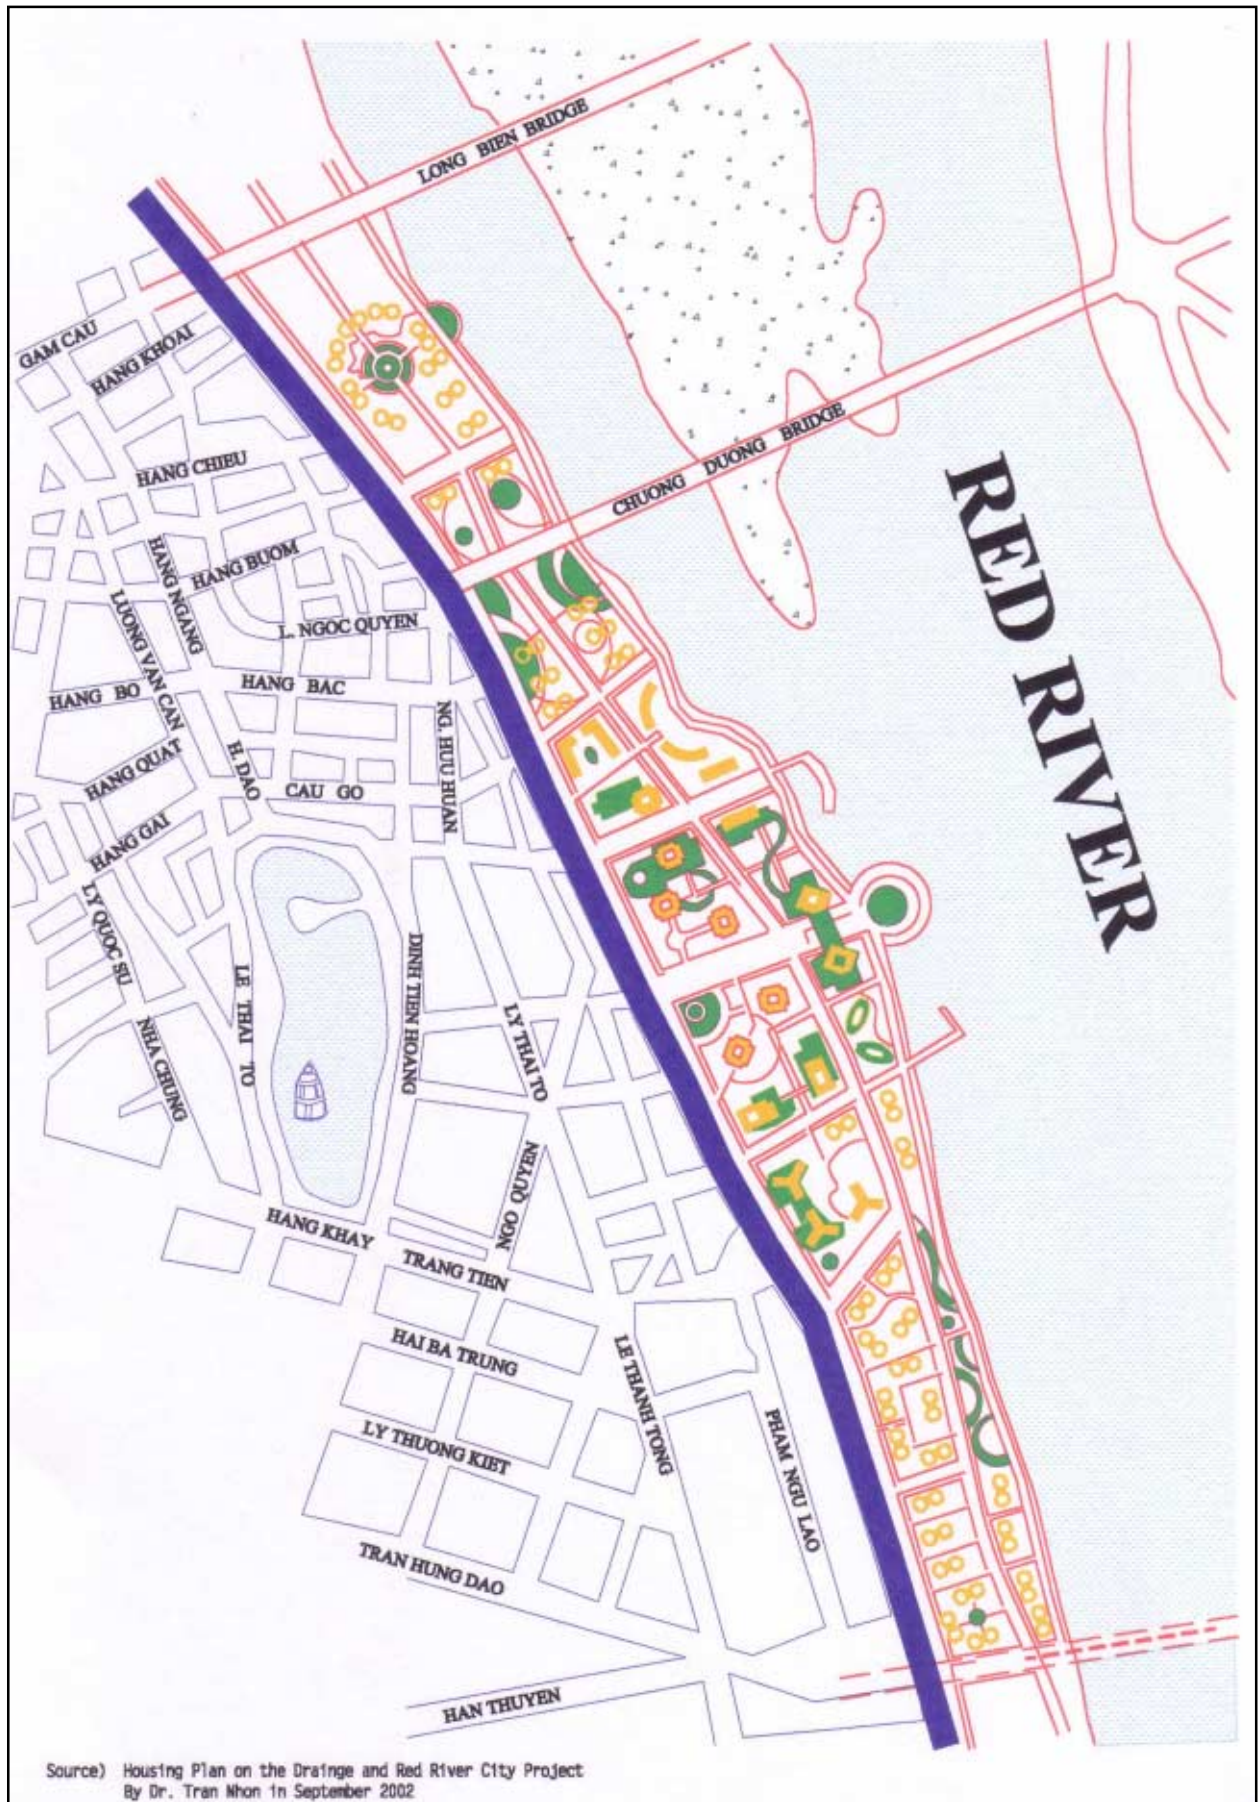 LONG BIEN BRIDGE
GAM CAU
HANG KHOAI
HANG CHIEU
CHUONG DUONG BRIDGE
RED RIVER
HANG NGANG
HANG BUOM
LUONG VAN CAN
L. NGOC QUYEN
HANG BO
HANG BAC
NG. HUU HUAN
HANG QUAT
H. DAO
CAU GO
HANG GAI
LY QUOC SU
LE THAI TO
DINH TIEN HOANG
LY THAI TO
NHA CHUNG
NGO QUYEN
HANG KHAY
TRANG TIEN
HAI BA TRUNG
LE THANH TONG
PHAM NGU LAO
LY THUONG KIET
TRAN HUNG DAO
HAN THUYEN
Source) Housing Plan on the Drainge and Red River City Project
By Dr. Tran Nhon in September 2002